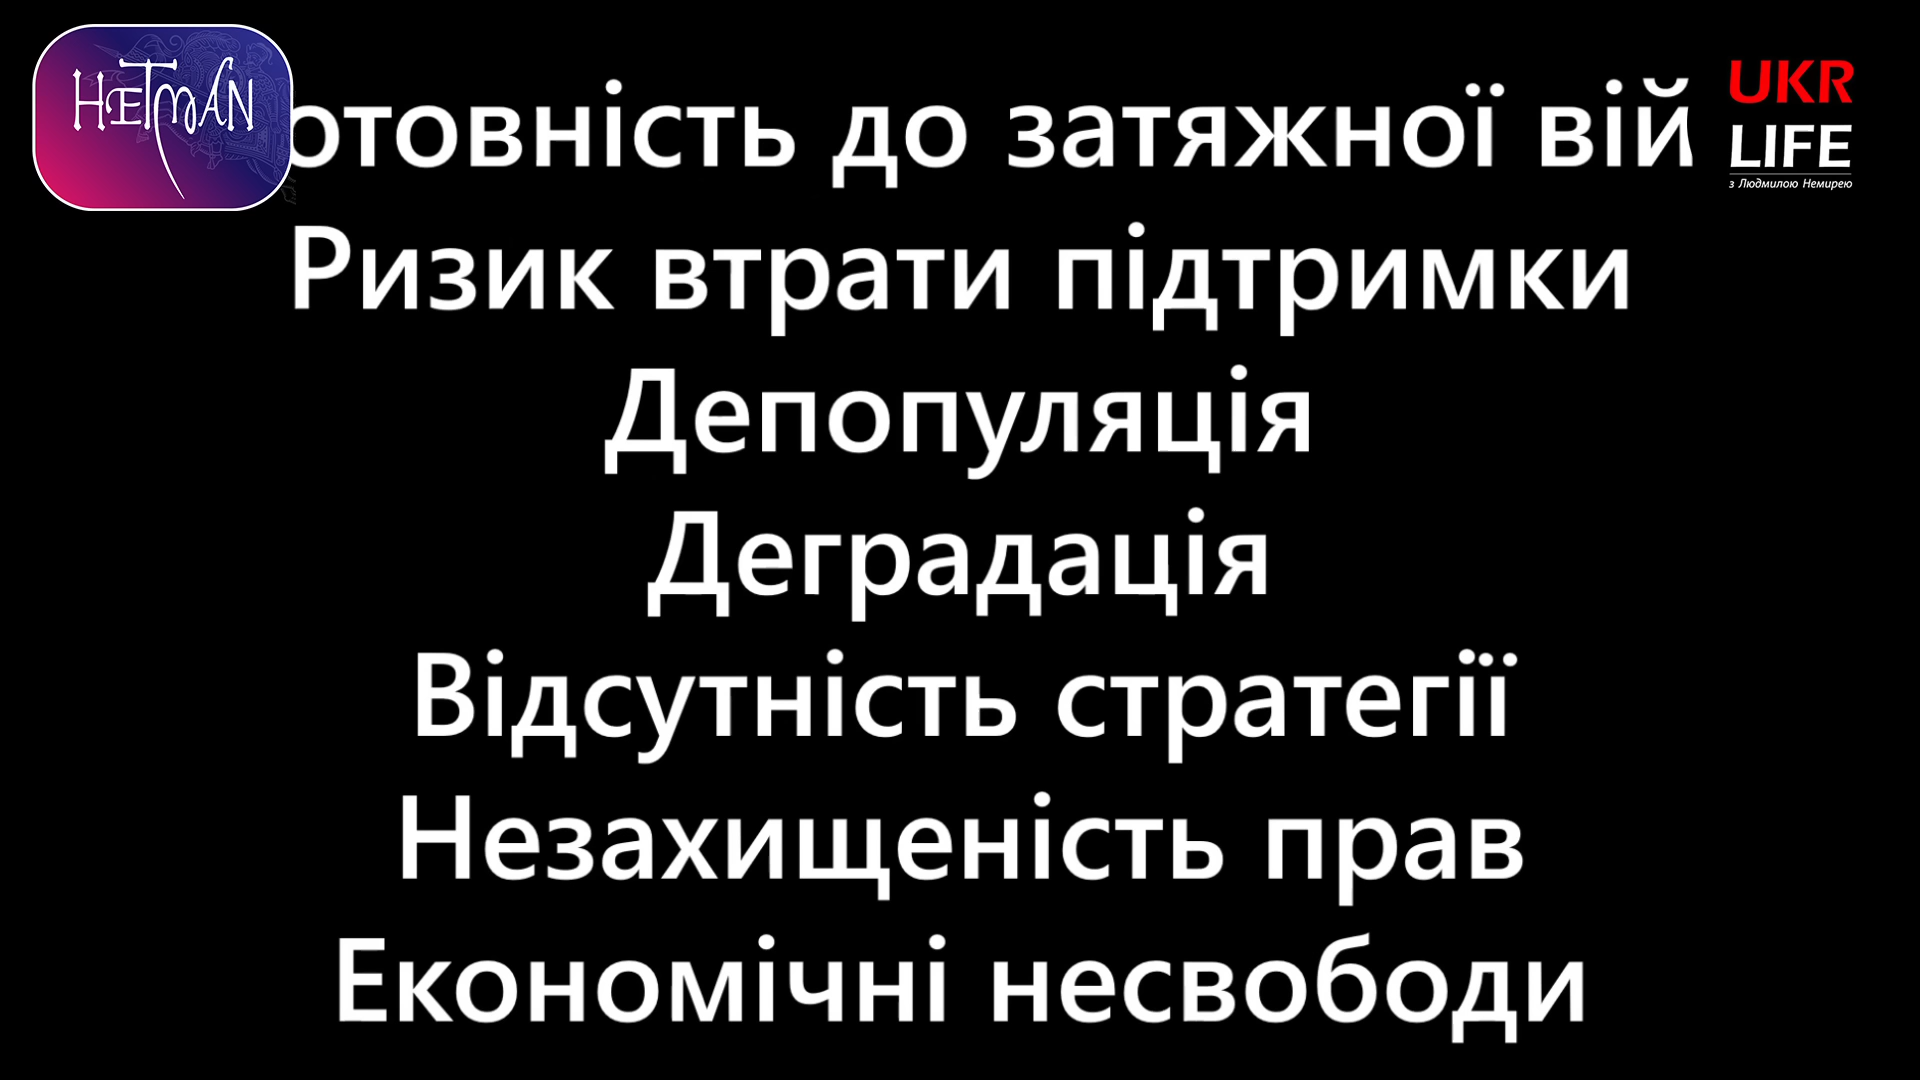 HETMAN
отовність до затяжної вій
UKR
LIFE
з Людмилою Немирею
Ризик втрати підтримки
Депопуляція
Деградація
Відсутність стратегії
Незахищеність прав
Економічні несвободи